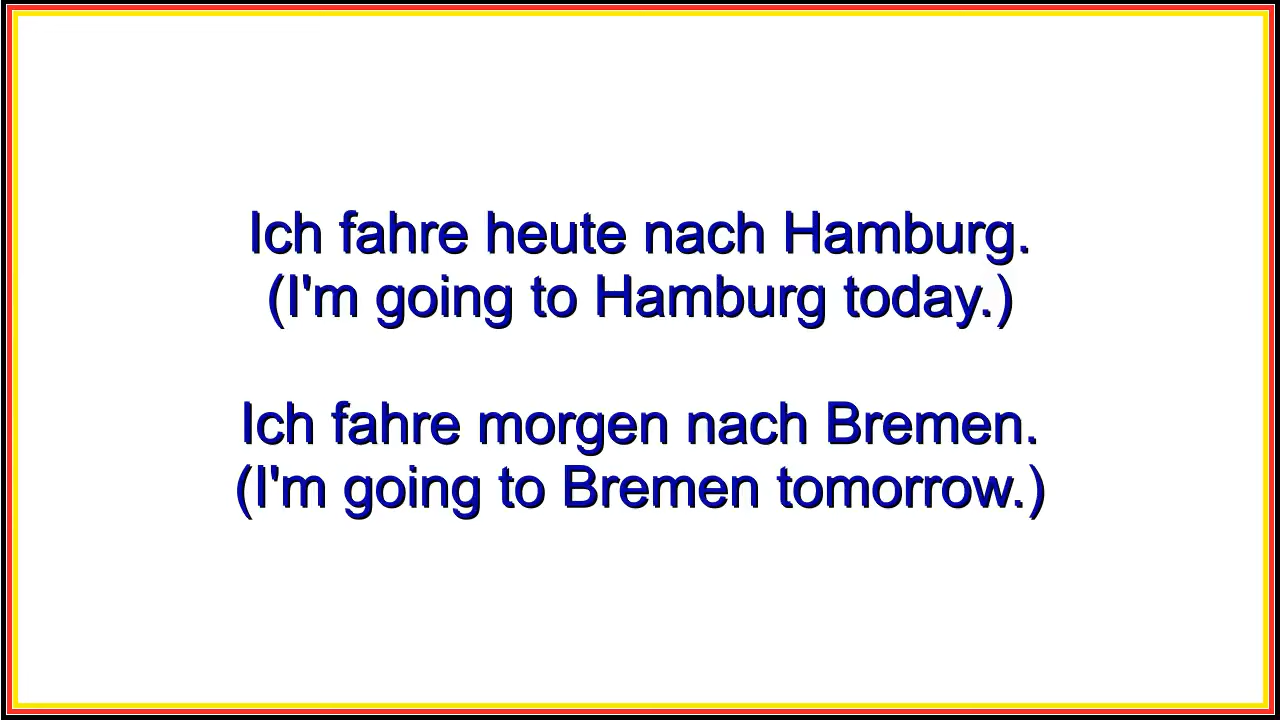 Ich fahre heute nach Hamburg.
(I'm going to Hamburg today.)
Ich fahre morgen nach Bremen.
(I'm going to Bremen tomorrow.)